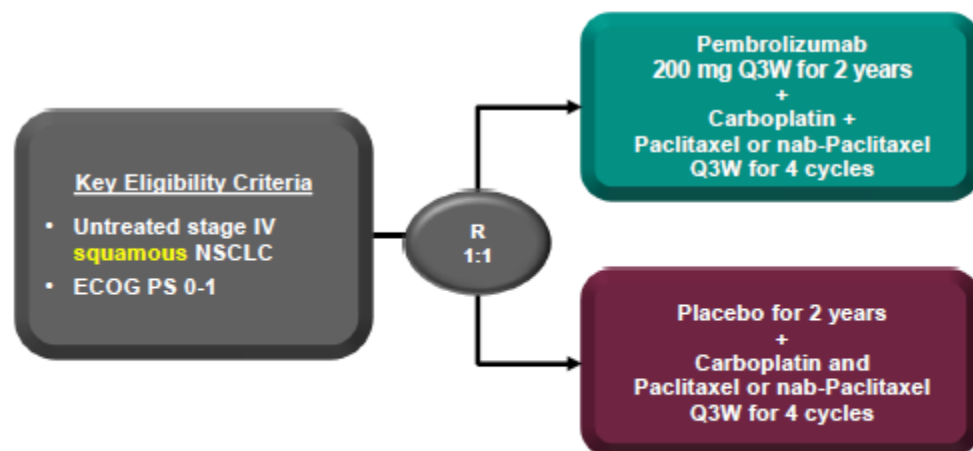 Key Eligibility Criteria
• Untreated stage IV
squamous NSCLC
• ECOG PS 0-1
R
1:1
Pembrolizumab
200 mg Q3W for 2 years
+
Carboplatin +
Paclitaxel or nab-Paclitaxel
Q3W for 4 cycles
Placebo for 2 years
+
Carboplatin and
Paclitaxel or nab-Paclitaxel
Q3W for 4 cycles